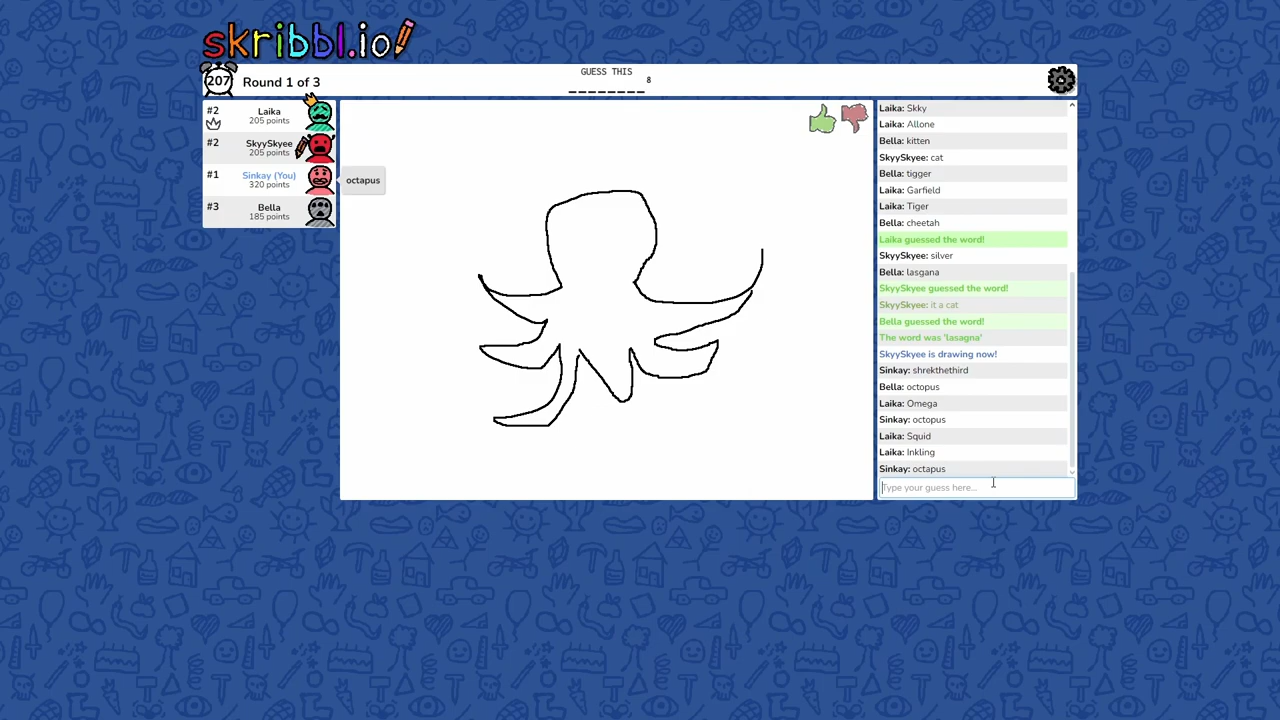 skribbl.io
207
Round 1 of 3
GUESS THIS
________ 8
#2 Laika
205 points
#2 SkyySkyee
205 points
#1 Sinkay (You)
320 points
#3 Bella
185 points
octapus
Laika: Skky
Laika: Allone
Bella: kitten
SkyySkyee: cat
Bella: tigger
Laika: Garfield
Laika: Tiger
Bella: cheetah
Laika guessed the word!
SkyySkyee: silver
Bella: lasgana
SkyySkyee guessed the word!
SkyySkyee: it a cat
Bella guessed the word!
The word was 'lasagna'
SkyySkyee is drawing now!
Sinkay: shrekthethird
Bella: octopus
Laika: Omega
Sinkay: octopus
Laika: Squid
Laika: Inkling
Sinkay: octapus
Type your guess here...